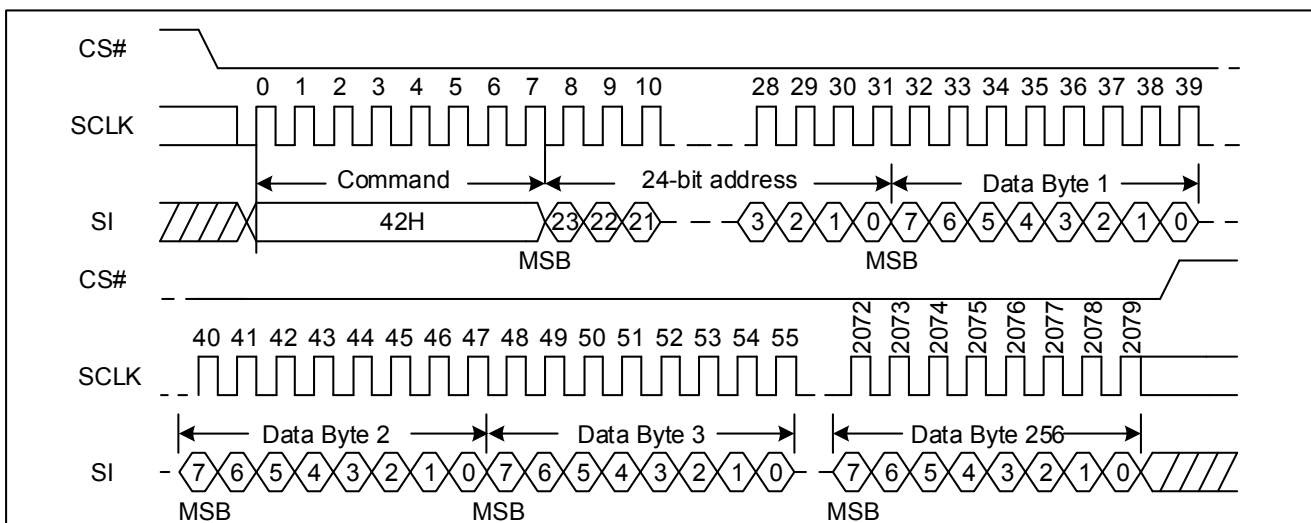 CS#
0 1 2 3 4 5 6 7 8 9 10 28 29 30 31 32 33 34 35 36 37 38 39
SCLK
Command 24-bit address Data Byte 1
SI 42H 23 22 21 3 2 1 0 7 6 5 4 3 2 1 0
MSB MSB
CS#
40 41 42 43 44 45 46 47 48 49 50 51 52 53 54 55 2072 2073 2074 2075 2076 2077 2078 2079
SCLK
Data Byte 2 Data Byte 3 Data Byte 256
SI 7 6 5 4 3 2 1 0 7 6 5 4 3 2 1 0 7 6 5 4 3 2 1 0
MSB MSB MSB